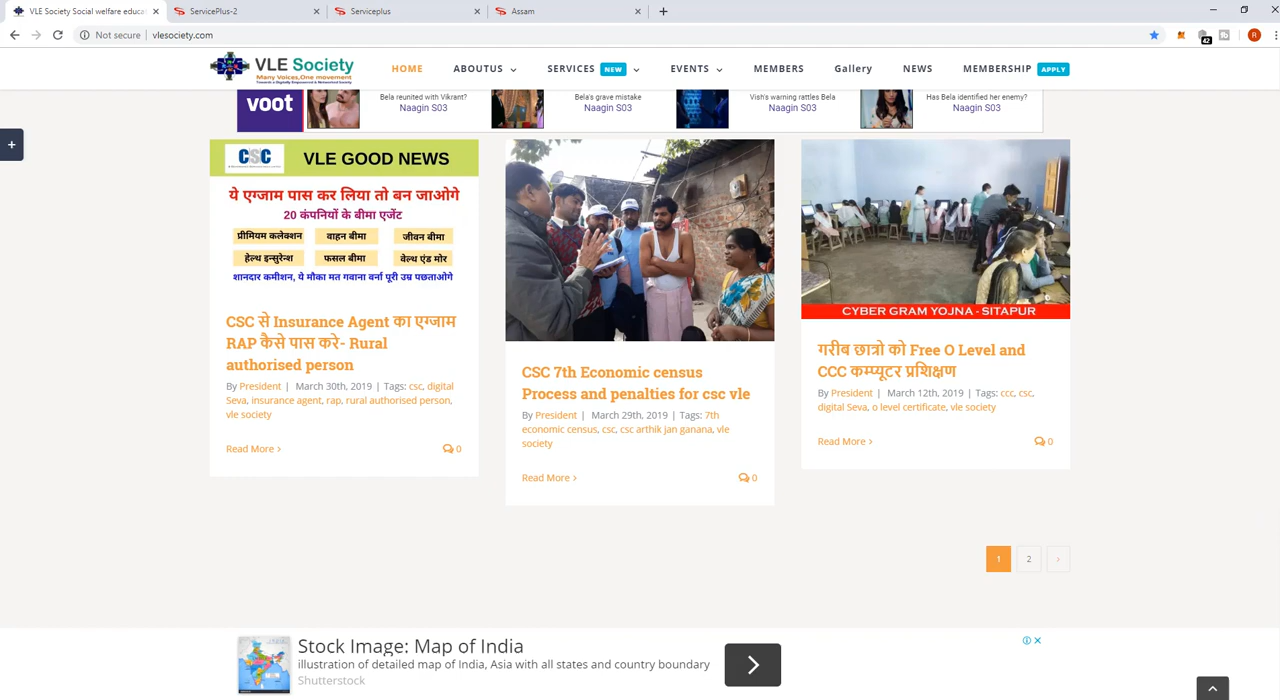 VLE Society Social welfare educa
ServicePlus-2
Serviceplus
Assam
Not secure | vlesociety.com
42
R
VLE Society
Many Voices,One movement
Towards a Digitally Empowered & Networked Society
HOME
ABOUTUS
SERVICES NEW
EVENTS
MEMBERS
Gallery
NEWS
MEMBERSHIP APPLY
voot
Bela reunited with Vikrant?
Naagin S03
Bela's grave mistake
Naagin S03
Vish's warning rattles Bela
Naagin S03
Has Bela identified her enemy?
Naagin S03
+
CSC
VLE GOOD NEWS
ये एग्जाम पास कर लिया तो बन जाओगे
20 कंपनियों के बीमा एजेंट
प्रीमियम कलेक्शन
वाहन बीमा
जीवन बीमा
हेल्थ इन्सुरेन्श
फसल बीमा
वेल्थ एंड मोर
शानदार कमीशन, ये मौका मत गवाना वर्ना पूरी उम्र पछताओगे
CSC से Insurance Agent का एग्जाम
RAP कैसे पास करे- Rural
authorised person
By President | March 30th, 2019 | Tags: csc, digital
Seva, insurance agent, rap, rural authorised person,
vle society
Read More >
0
CSC 7th Economic census
Process and penalties for csc vle
By President | March 29th, 2019 | Tags: 7th
economic census, csc, csc arthik jan ganana, vle
society
Read More >
0
CYBER GRAM YOJNA - SITAPUR
गरीब छात्रो को Free O Level and
CCC कम्प्यूटर प्रशिक्षण
By President | March 12th, 2019 | Tags: ccc, csc,
digital Seva, o level certificate, vle society
Read More >
0
1
2
Stock Image: Map of India
illustration of detailed map of India, Asia with all states and country boundary
Shutterstock